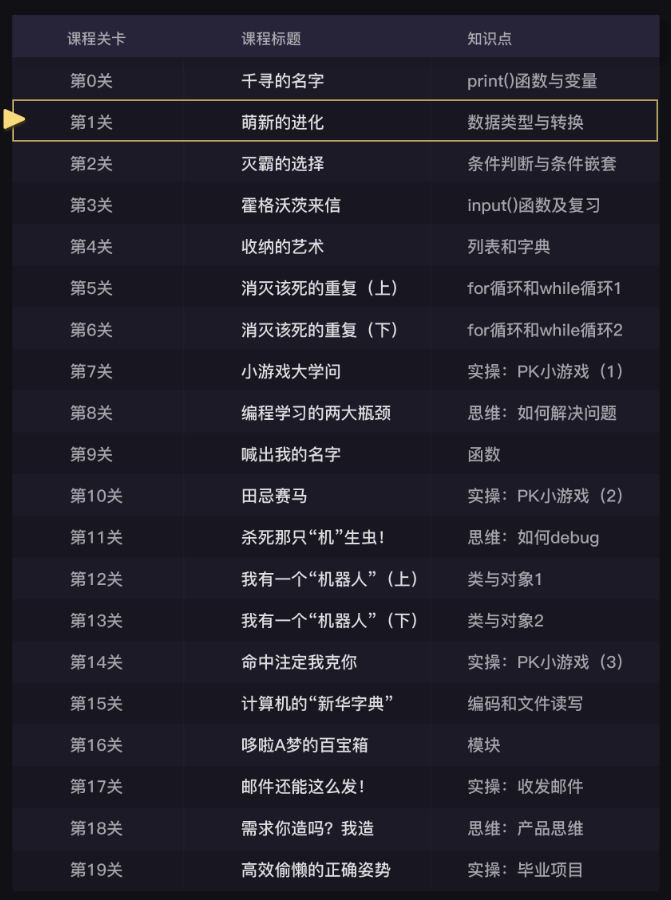 课程关卡 课程标题 知识点
第0关 千寻的名字 print()函数与变量
第1关 萌新的进化 数据类型与转换
第2关 灭霸的选择 条件判断与条件嵌套
第3关 霍格沃茨来信 input()函数及复习
第4关 收纳的艺术 列表和字典
第5关 消灭该死的重复（上） for循环和while循环1
第6关 消灭该死的重复（下） for循环和while循环2
第7关 小游戏大学问 实操：PK小游戏（1）
第8关 编程学习的两大瓶颈 思维：如何解决问题
第9关 喊出我的名字 函数
第10关 田忌赛马 实操：PK小游戏（2）
第11关 杀死那只“机”生虫！ 思维：如何debug
第12关 我有一个“机器人”（上） 类与对象1
第13关 我有一个“机器人”（下） 类与对象2
第14关 命中注定我克你 实操：PK小游戏（3）
第15关 计算机的“新华字典” 编码和文件读写
第16关 哆啦A梦的百宝箱 模块
第17关 邮件还能这么发！ 实操：收发邮件
第18关 需求你造吗？我造 思维：产品思维
第19关 高效偷懒的正确姿势 实操：毕业项目